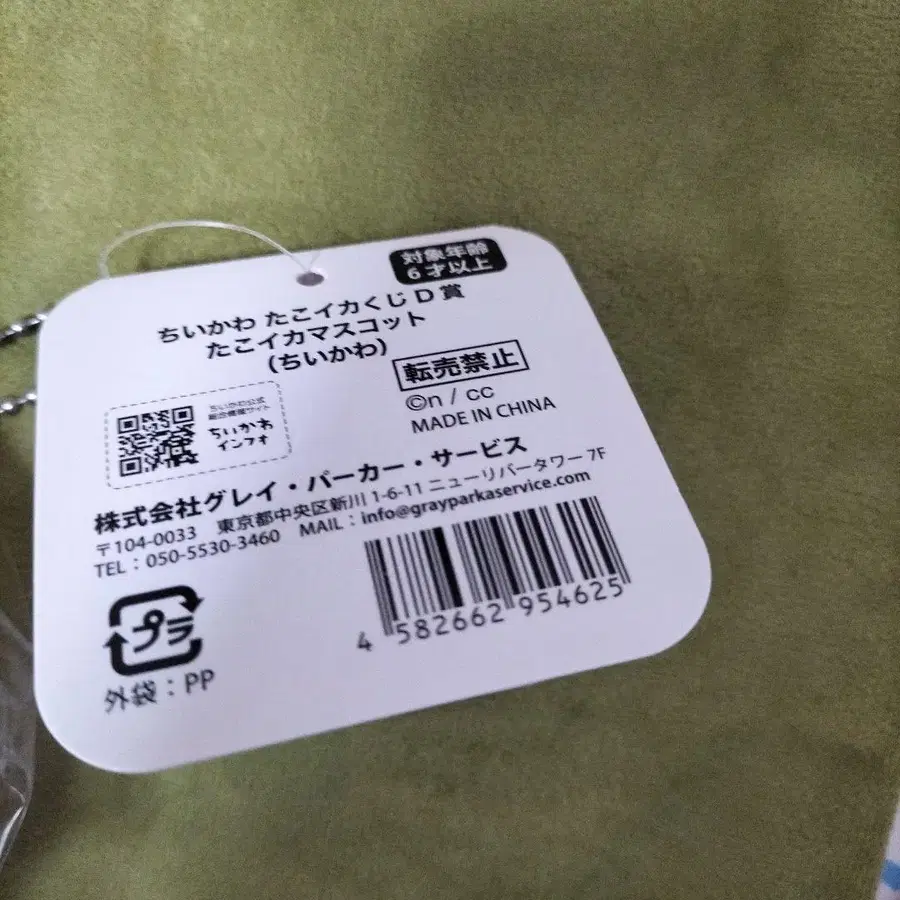 対象年齢
6才以上
ちいかわ たこイカくじ D賞
たこイカマスコット
(ちいかわ)
転売禁止
ちいかわ公式
総合情報サイト
ちいかわ
インフォ
©n / cc
MADE IN CHINA
株式会社グレイ・パーカー・サービス
〒104-0033 東京都中央区新川 1-6-11 ニューリバータワー 7F
TEL：050-5530-3460 MAIL：info@grayparkaservice.com
4 582662 954625
プラ
外袋：PP